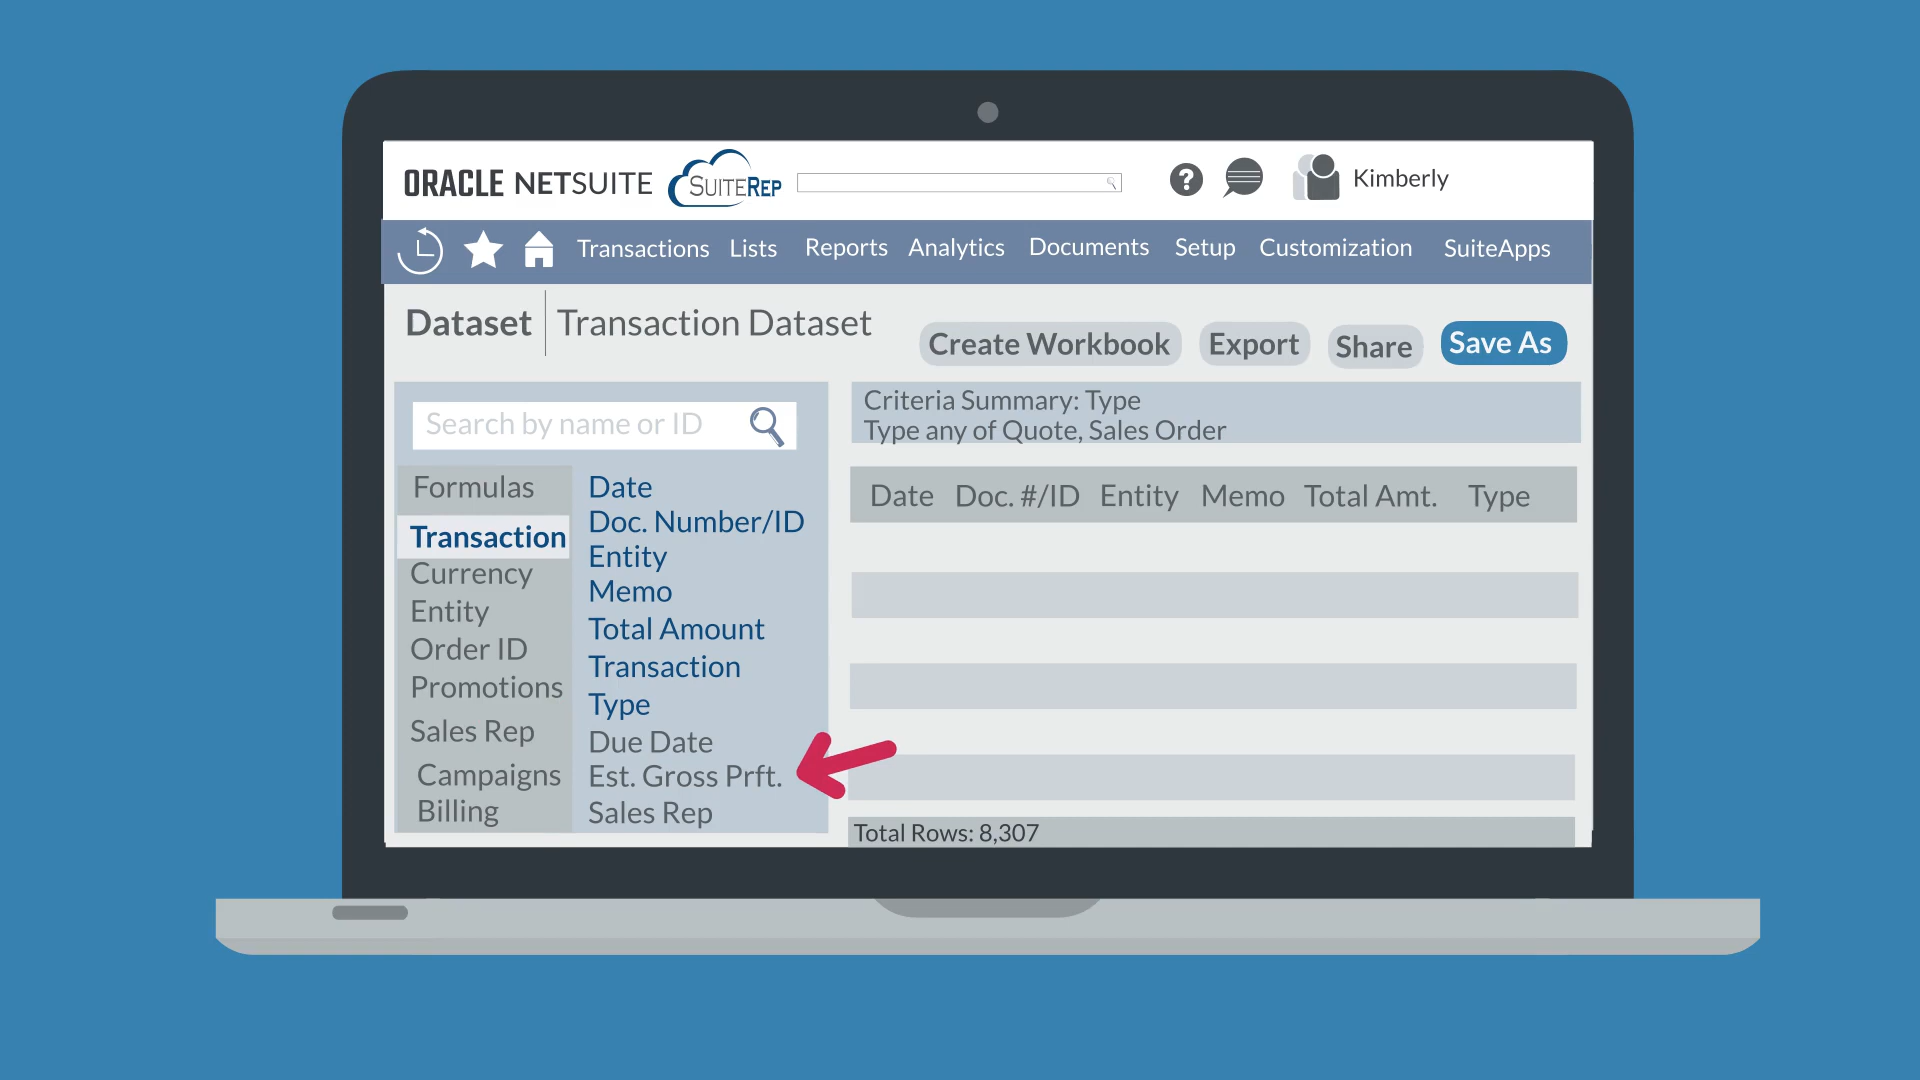 ORACLE NETSUITE SUITEREP Kimberly
Transactions Lists Reports Analytics Documents Setup Customization SuiteApps
Dataset Transaction Dataset
Create Workbook Export Share Save As
Search by name or ID
Formulas
Transaction
Currency
Entity
Order ID
Promotions
Sales Rep
Campaigns
Billing
Date
Doc. Number/ID
Entity
Memo
Total Amount
Transaction
Type
Due Date
Est. Gross Prft.
Sales Rep
Criteria Summary: Type
Type any of Quote, Sales Order
Date Doc. #/ID Entity Memo Total Amt. Type
Total Rows: 8,307